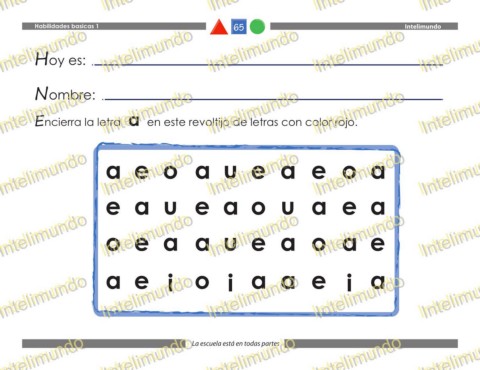 Habilidades basicas 1 65 Intelimundo
Hoy es:
Nombre:
Encierra la letra a en este revoltijo de letras con color rojo.
a e o a u e a e o a
e a u e a o u a e a
o e a a u e a o a e
a e i o i a a e i a
La escuela está en todas partes